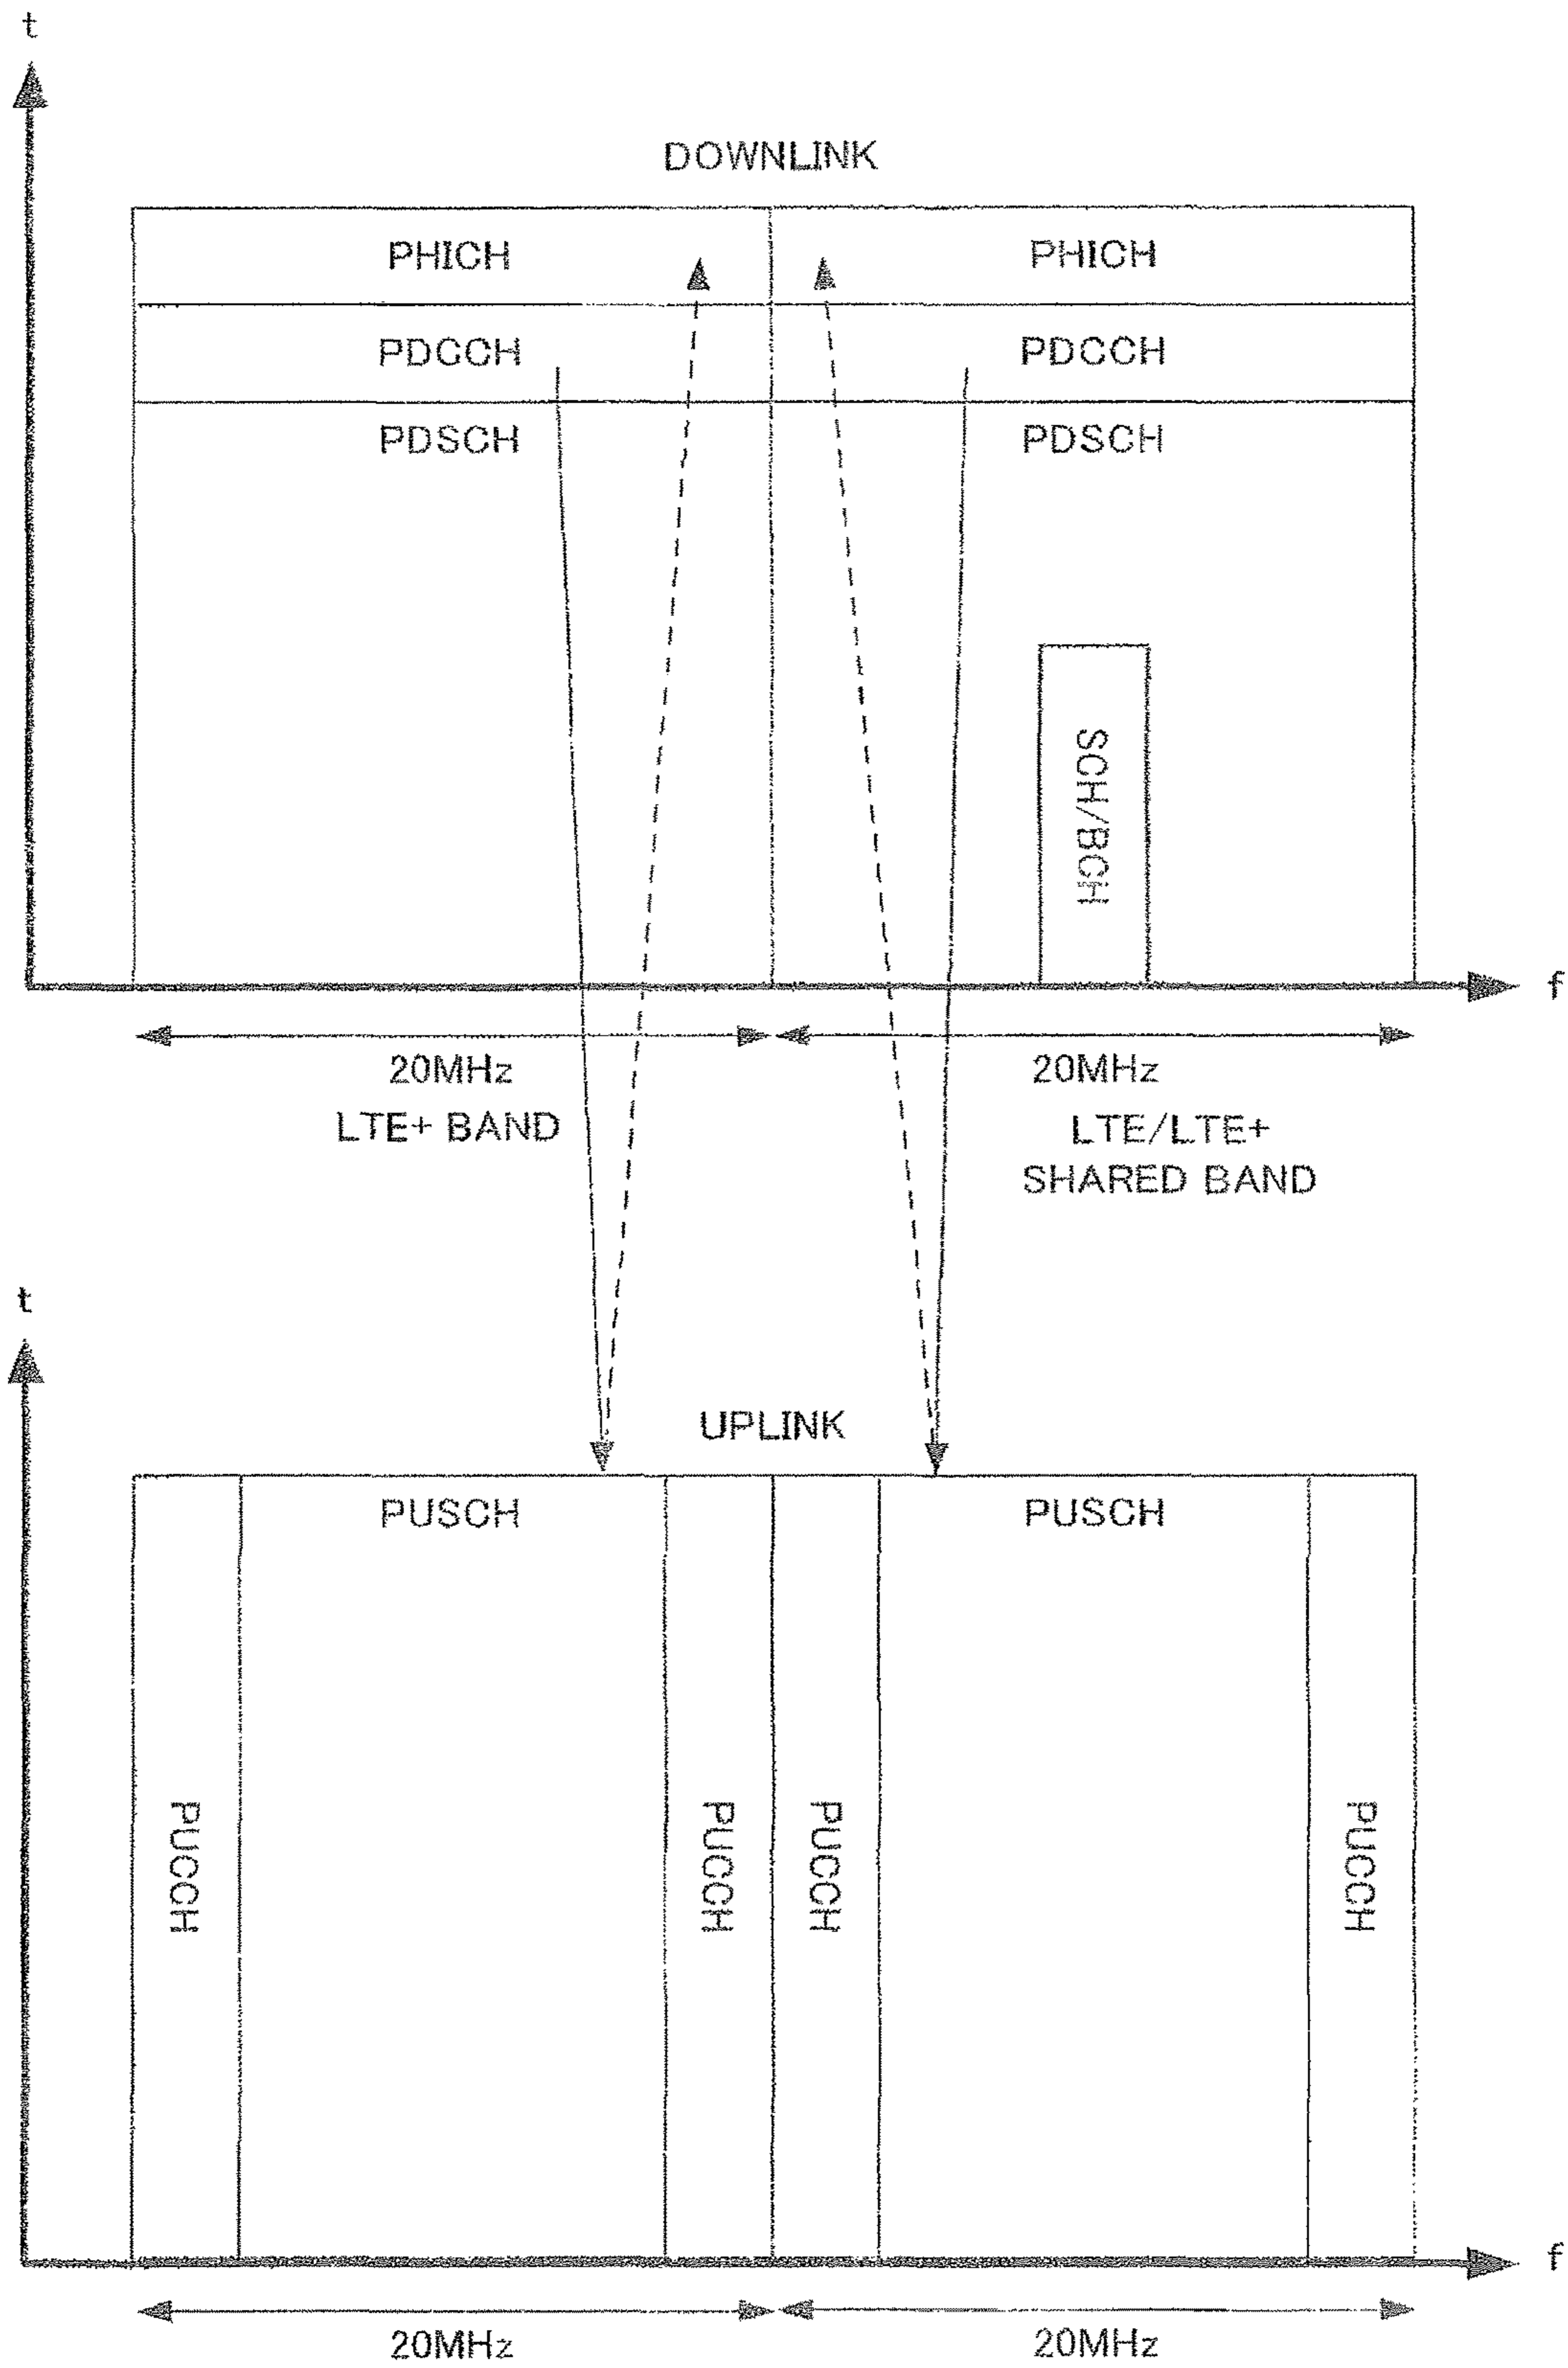 t
DOWNLINK
PHICH PHICH
PDCCH PDCCH
PDSCH PDSCH
SCH/BCH
f
20MHz 20MHz
LTE+ BAND LTE/LTE+
SHARED BAND
t
UPLINK
PUSCH PUSCH
PUCCH PUCCH PUCCH PUCCH
f
20MHz 20MHz